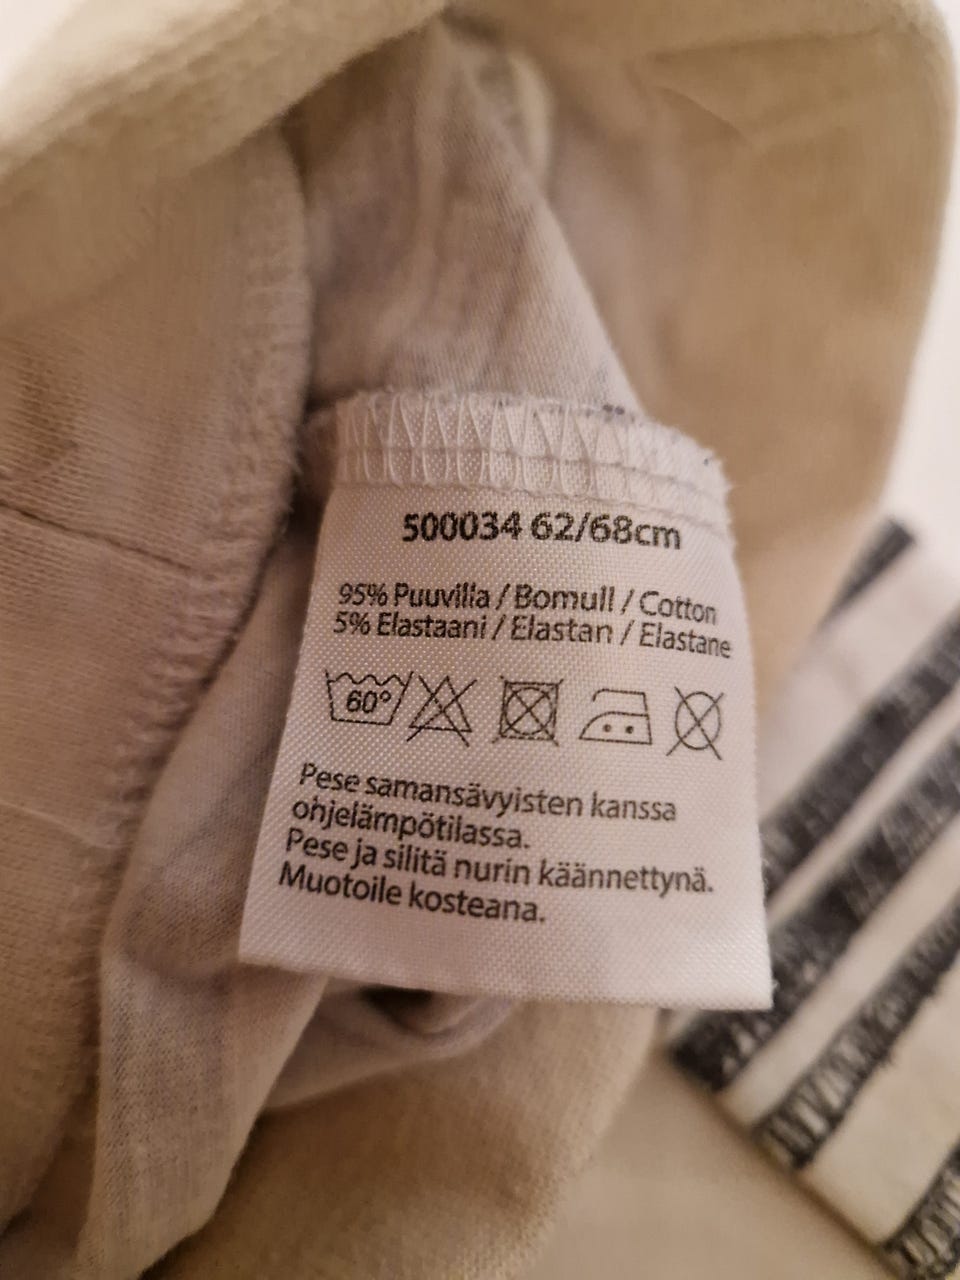 500034 62/68cm
95% Puuvilla / Bomull / Cotton
5% Elastaani / Elastan / Elastane
60°
Pese samansävyisten kanssa
ohjelämpötilassa.
Pese ja silitä nurin käännettynä.
Muotoile kosteana.